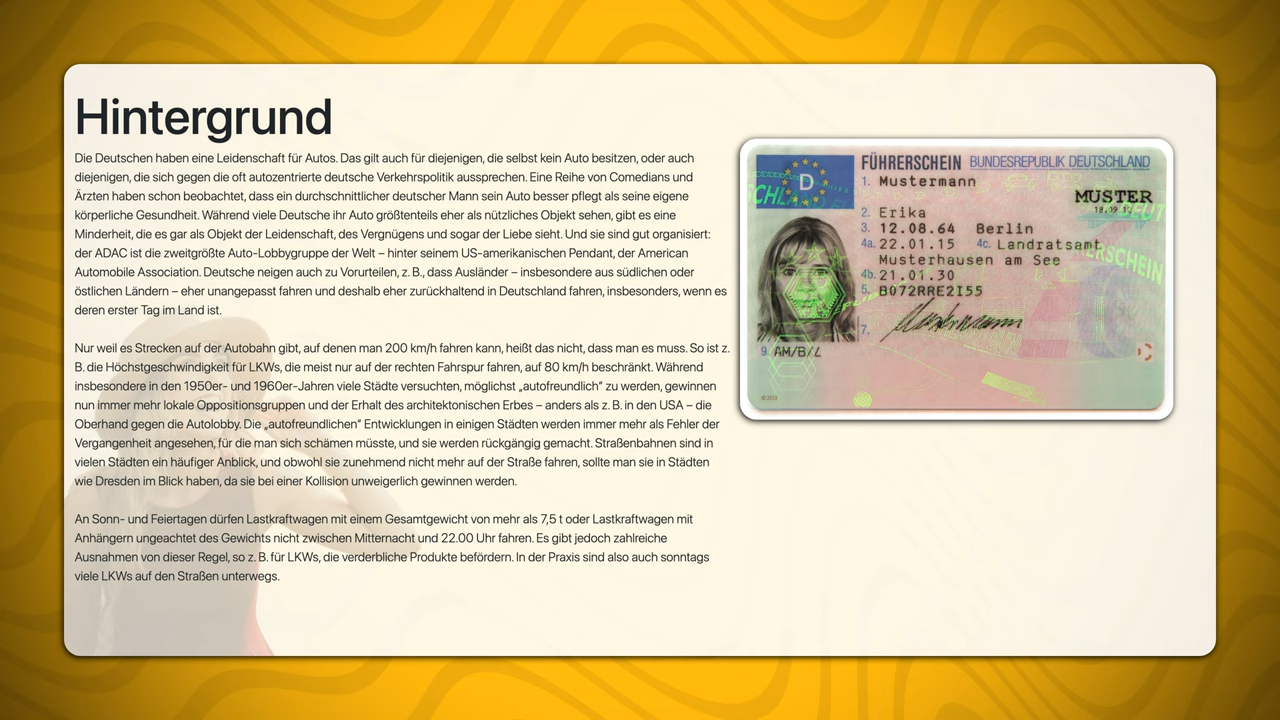 Hintergrund
Die Deutschen haben eine Leidenschaft für Autos. Das gilt auch für diejenigen, die selbst kein Auto besitzen, oder auch
diejenigen, die sich gegen die oft autozentrierte deutsche Verkehrspolitik aussprechen. Eine Reihe von Comedians und
Ärzten haben schon beobachtet, dass ein durchschnittlicher deutscher Mann sein Auto besser pflegt als seine eigene
körperliche Gesundheit. Während viele Deutsche ihr Auto größtenteils eher als nützliches Objekt sehen, gibt es eine
Minderheit, die es gar als Objekt der Leidenschaft, des Vergnügens und sogar der Liebe sieht. Und sie sind gut organisiert:
der ADAC ist die zweitgrößte Auto-Lobbygruppe der Welt – hinter seinem US-amerikanischen Pendant, der American
Automobile Association. Deutsche neigen auch zu Vorurteilen, z. B., dass Ausländer – insbesondere aus südlichen oder
östlichen Ländern – eher unangepasst fahren und deshalb eher zurückhaltend in Deutschland fahren, insbesonders, wenn es
deren erster Tag im Land ist.
Nur weil es Strecken auf der Autobahn gibt, auf denen man 200 km/h fahren kann, heißt das nicht, dass man es muss. So ist z.
B. die Höchstgeschwindigkeit für LKWs, die meist nur auf der rechten Fahrspur fahren, auf 80 km/h beschränkt. Während
insbesondere in den 1950er- und 1960er-Jahren viele Städte versuchten, möglichst „autofreundlich“ zu werden, gewinnen
nun immer mehr lokale Oppositionsgruppen und der Erhalt des architektonischen Erbes – anders als z. B. in den USA – die
Oberhand gegen die Autolobby. Die „autofreundlichen“ Entwicklungen in einigen Städten werden immer mehr als Fehler der
Vergangenheit angesehen, für die man sich schämen müsste, und sie werden rückgängig gemacht. Straßenbahnen sind in
vielen Städten ein häufiger Anblick, und obwohl sie zunehmend nicht mehr auf der Straße fahren, sollte man sie in Städten
wie Dresden im Blick haben, da sie bei einer Kollision unweigerlich gewinnen werden.
An Sonn- und Feiertagen dürfen Lastkraftwagen mit einem Gesamtgewicht von mehr als 7,5 t oder Lastkraftwagen mit
Anhängern ungeachtet des Gewichts nicht zwischen Mitternacht und 22.00 Uhr fahren. Es gibt jedoch zahlreiche
Ausnahmen von dieser Regel, so z. B. für LKWs, die verderbliche Produkte befördern. In der Praxis sind also auch sonntags
viele LKWs auf den Straßen unterwegs.
FÜHRERSCHEIN BUNDESREPUBLIK DEUTSCHLAND
D
1. Mustermann
MUSTER
2. Erika
3. 12.08.64 Berlin
4a. 22.01.15 4c. Landratsamt
Musterhausen am See
4b. 21.01.30
5. B072RRE2I55
7. Mustermann
9. AM/B/L